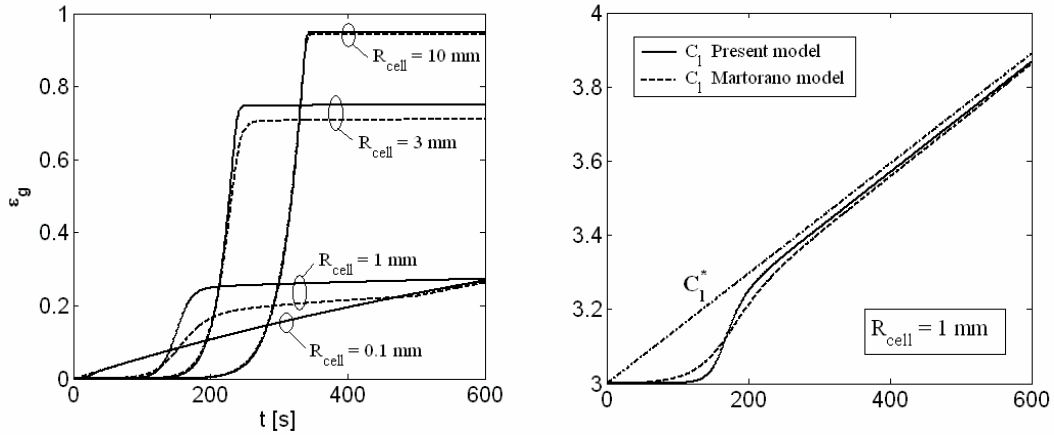 1
0.8
0.6
0.4
0.2
0
ε_g
R_cell = 10 mm
R_cell = 3 mm
R_cell = 1 mm
R_cell = 0.1 mm
0 200 400 600
t [s]
4
3.8
3.6
3.4
3.2
3
C_l Present model
C_l Martorano model
C_l^*
R_cell = 1 mm
0 200 400 600